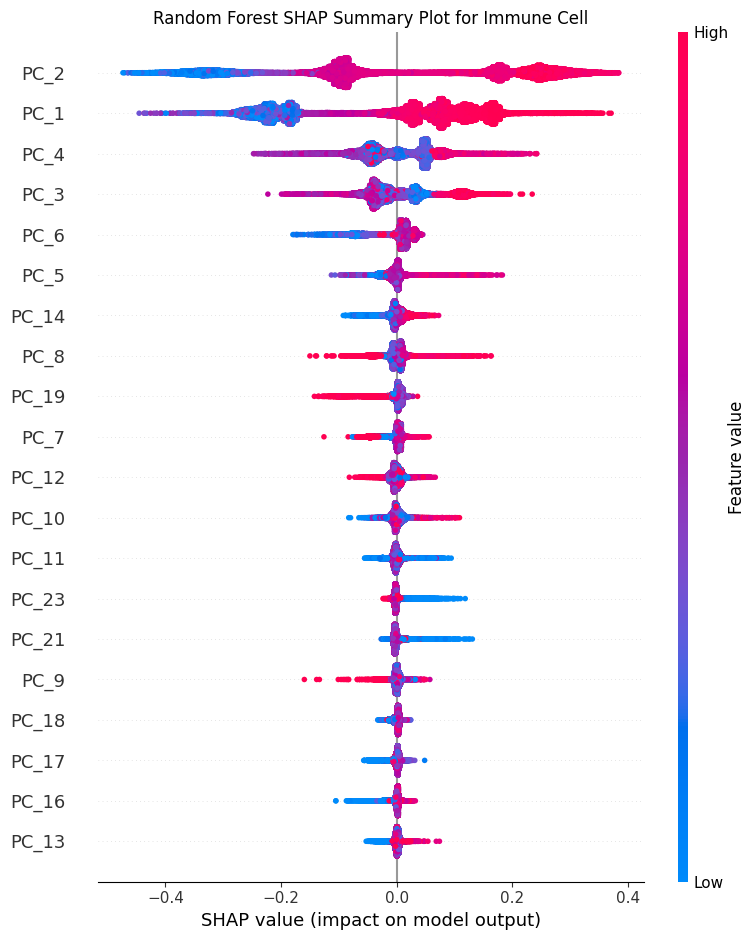 Random Forest SHAP Summary Plot for Immune Cell
High
PC_2
PC_1
PC_4
PC_3
PC_6
PC_5
PC_14
PC_8
PC_19
PC_7
PC_12
PC_10
PC_11
PC_23
PC_21
PC_9
PC_18
PC_17
PC_16
PC_13
Feature value
Low
−0.4 −0.2 0.0 0.2 0.4
SHAP value (impact on model output)